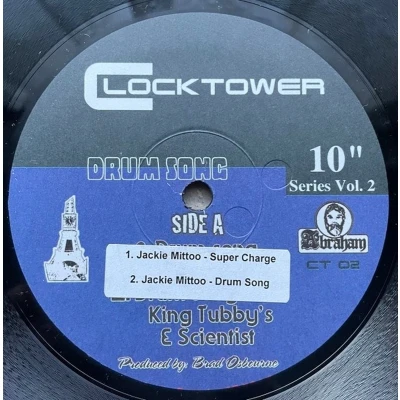 CLOCKTOWER
DRUM SONG
10"
Series Vol. 2
SIDE A
Abraham
CT 02
1. Jackie Mittoo - Super Charge
2. Jackie Mittoo - Drum Song
King Tubby's
& Scientist
Produced by: Brad Osbourne